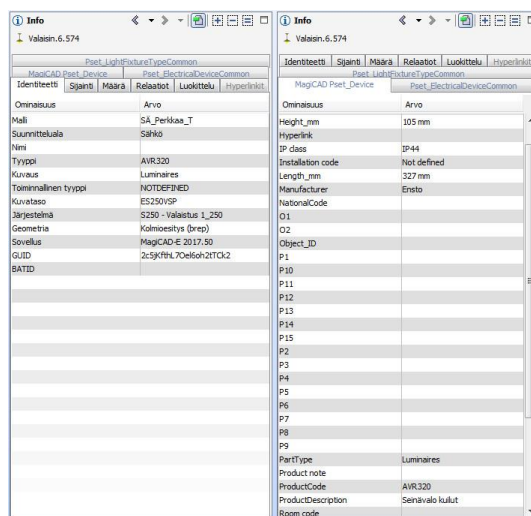 Info
Valaisin.6.574
Pset_LightFixtureTypeCommon
MagiCAD Pset_Device Pset_ElectricalDeviceCommon
Identiteetti Sijainti Määrä Relaatiot Luokittelu Hyperlinkit
Ominaisuus Arvo
Malli SÄ_Perkkaa_T
Suunnitteluala Sähkö
Nimi
Tyyppi AVR320
Kuvaus Luminaires
Toiminnallinen tyyppi NOTDEFINED
Kuvataso ES250VSP
Järjestelmä S250 - Valaistus 1_250
Geometria Kolmioesitys (brep)
Sovellus MagiCAD-E 2017.50
GUID 2c5jKfthL7Oel6oh2tTCk2
BATID
Info
Valaisin.6.574
Identiteetti Sijainti Määrä Relaatiot Luokittelu Hyperlinkit
Pset_LightFixtureTypeCommon
MagiCAD Pset_Device Pset_ElectricalDeviceCommon
Ominaisuus Arvo
Height_mm 105 mm
Hyperlink
IP class IP44
Installation code Not defined
Length_mm 327 mm
Manufacturer Ensto
NationalCode
O1
O2
Object_ID
P1
P10
P11
P12
P13
P14
P15
P2
P3
P4
P5
P6
P7
P8
P9
PartType Luminaires
Product note
ProductCode AVR320
ProductDescription Seinävalo kuilut
Room code